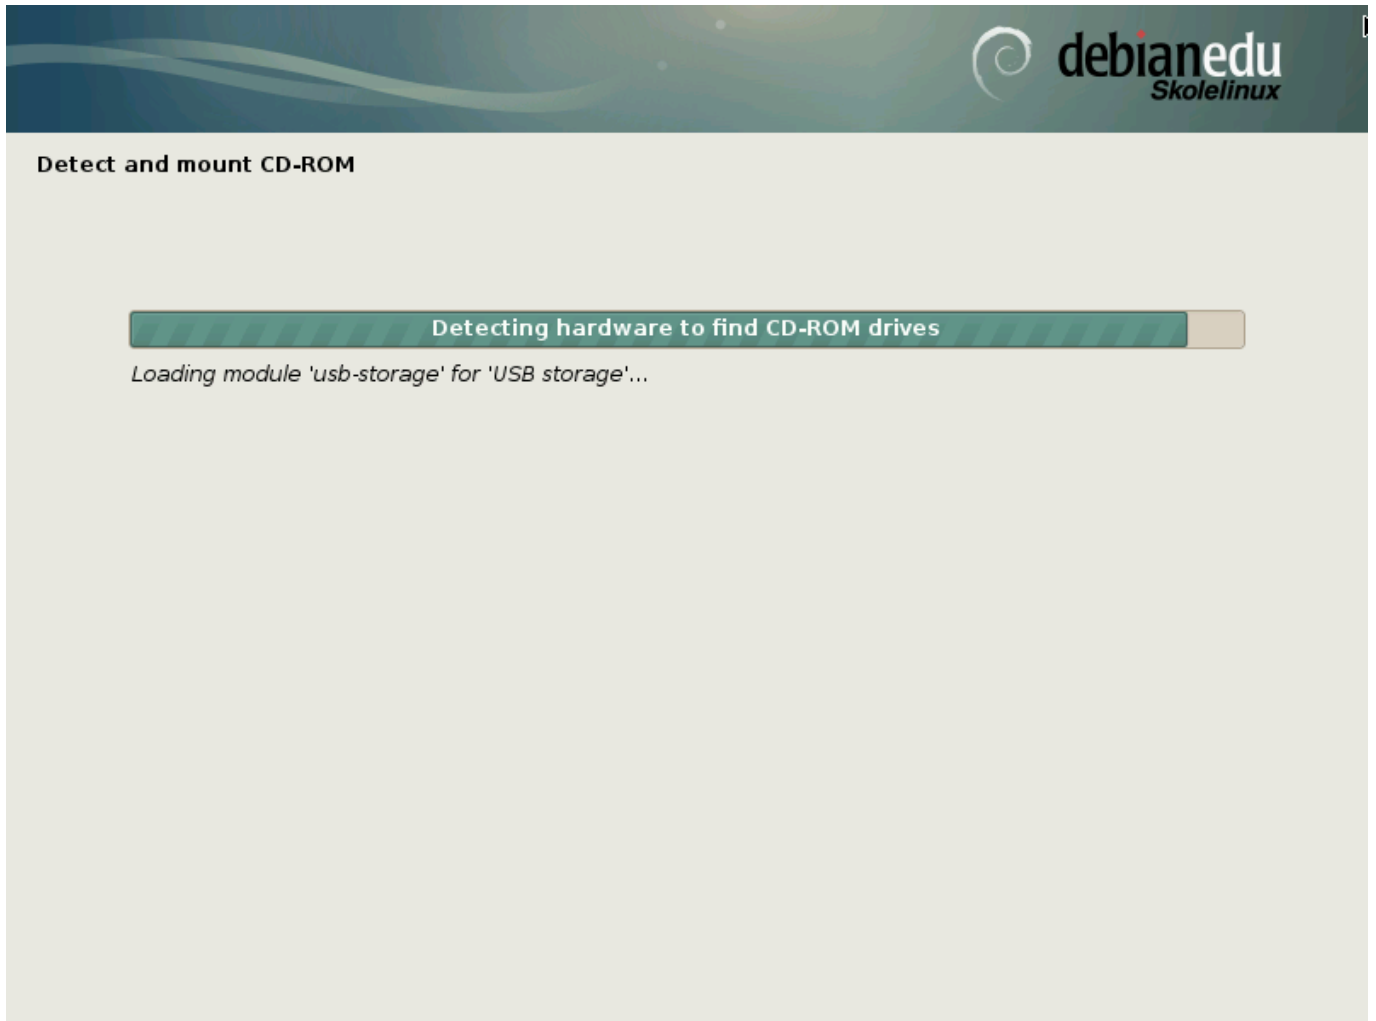 debianedu
Skolelinux
Detect and mount CD-ROM
Detecting hardware to find CD-ROM drives
Loading module 'usb-storage' for 'USB storage'...